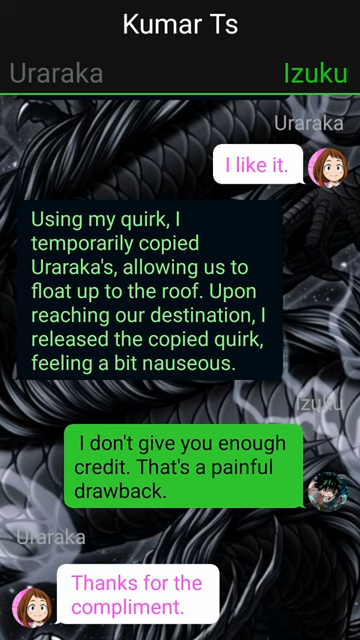 Kumar Ts
Uraraka Izuku
Uraraka
I like it.
Using my quirk, I
temporarily copied
Uraraka's, allowing us to
float up to the roof. Upon
reaching our destination, I
released the copied quirk,
feeling a bit nauseous.
Izuku
I don't give you enough
credit. That's a painful
drawback.
Uraraka
Thanks for the
compliment.